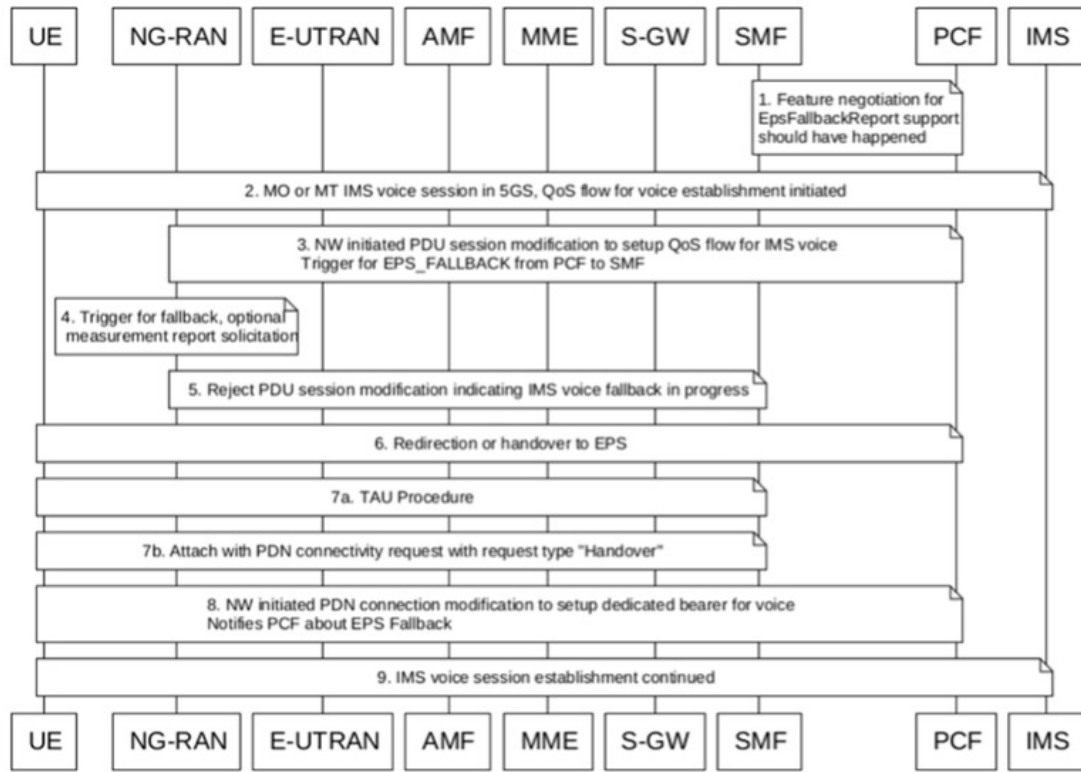 UE NG-RAN E-UTRAN AMF MME S-GW SMF PCF IMS
1. Feature negotiation for
EpsFallbackReport support
should have happened
2. MO or MT IMS voice session in 5GS, QoS flow for voice establishment initiated
3. NW initiated PDU session modification to setup QoS flow for IMS voice
Trigger for EPS_FALLBACK from PCF to SMF
4. Trigger for fallback, optional
measurement report solicitation
5. Reject PDU session modification indicating IMS voice fallback in progress
6. Redirection or handover to EPS
7a. TAU Procedure
7b. Attach with PDN connectivity request with request type "Handover"
8. NW initiated PDN connection modification to setup dedicated bearer for voice
Notifies PCF about EPS Fallback
9. IMS voice session establishment continued
UE NG-RAN E-UTRAN AMF MME S-GW SMF PCF IMS